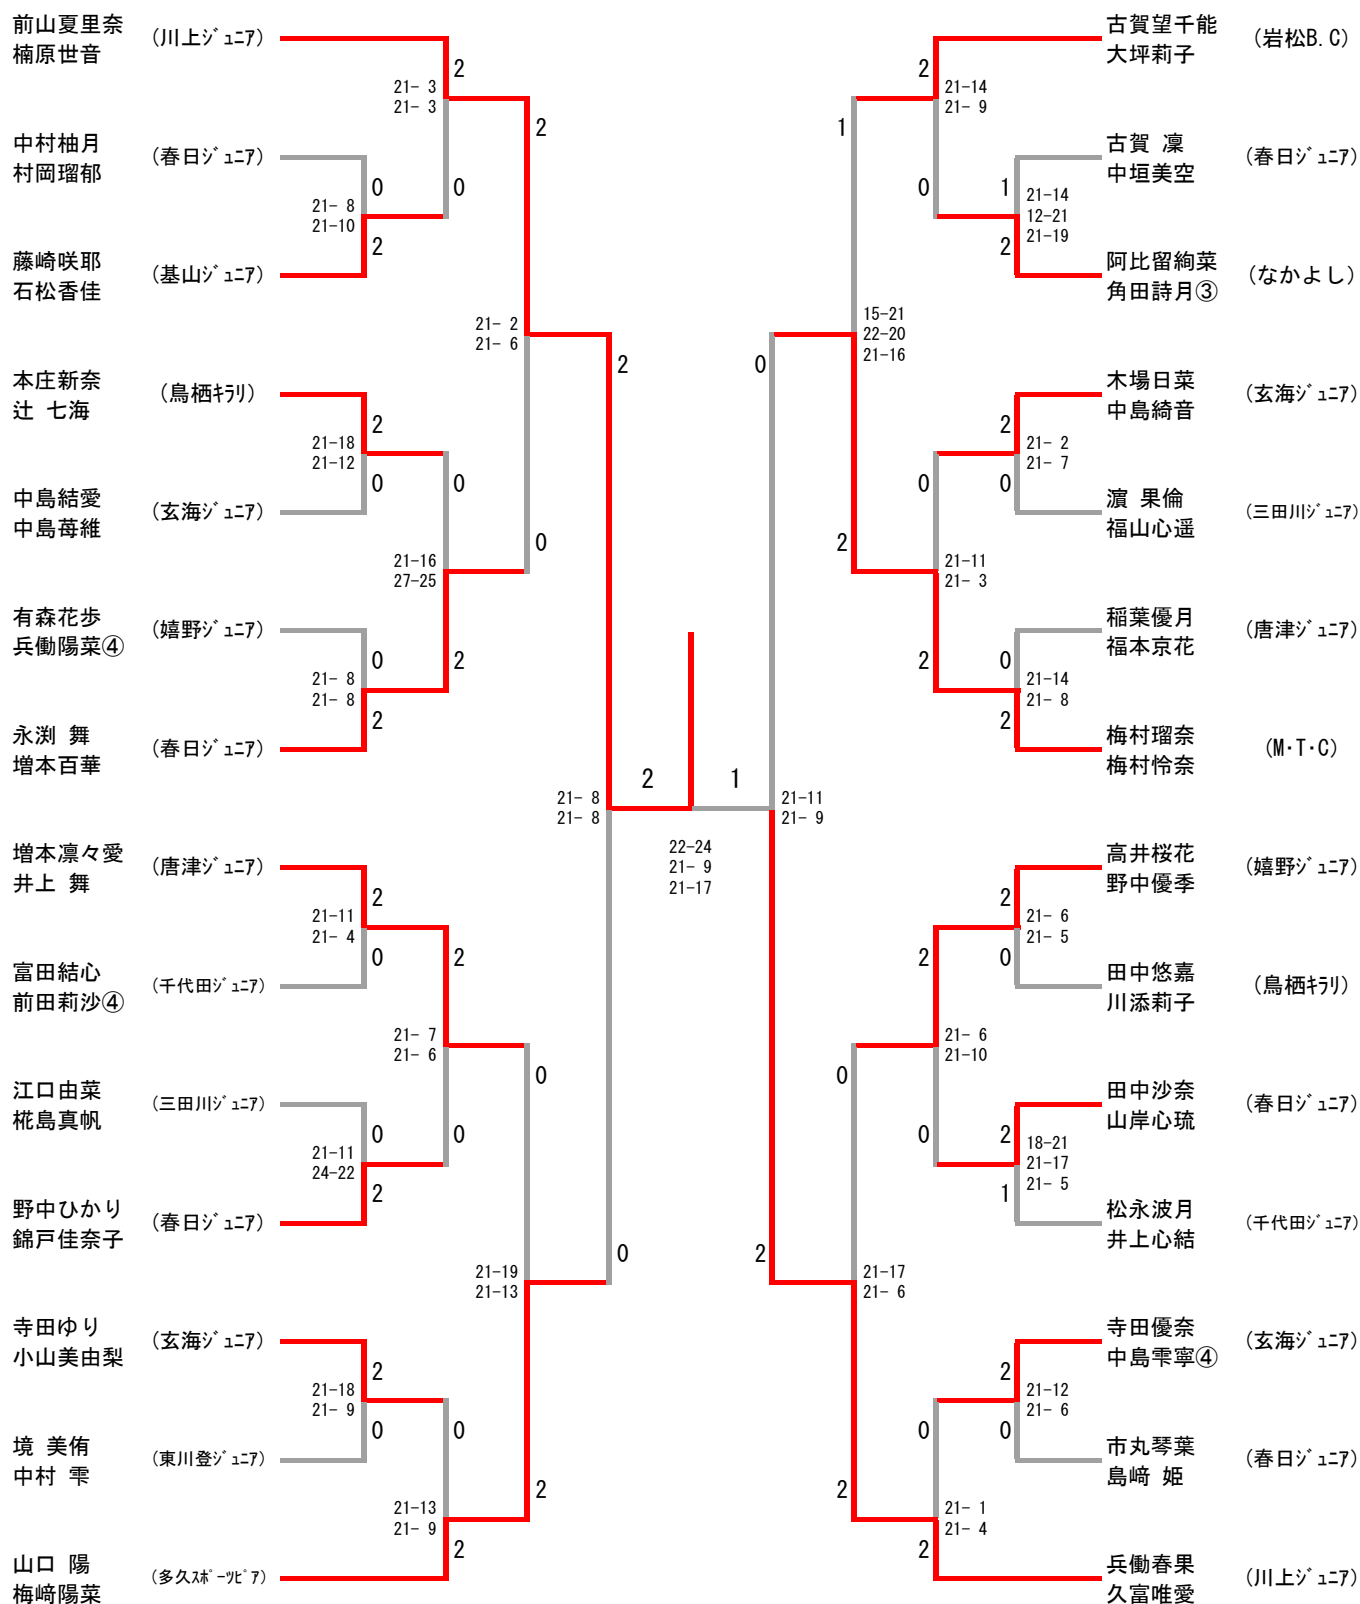 前山夏里奈
楠原世音
(川上ｼﾞｭﾆｱ)
2
21- 3
21- 3
2
中村柚月
村岡瑠郁
(春日ｼﾞｭﾆｱ)
0
0
21- 8
21-10
2
藤崎咲耶
石松香佳
(基山ｼﾞｭﾆｱ)
21- 2
21- 6
2
本庄新奈
辻 七海
(鳥栖ｷﾗﾘ)
2
21-18
21-12
0
0
中島結愛
中島苺維
(玄海ｼﾞｭﾆｱ)
0
21-16
27-25
有森花歩
兵働陽菜④
(嬉野ｼﾞｭﾆｱ)
0
2
21- 8
21- 8
2
永渕 舞
増本百華
(春日ｼﾞｭﾆｱ)
21- 8
21- 8
2
1
22-24
21- 9
21-17
増本凛々愛
井上 舞
(唐津ｼﾞｭﾆｱ)
2
21-11
21- 4
0
2
富田結心
前田莉沙④
(千代田ｼﾞｭﾆｱ)
21- 7
21- 6
0
江口由菜
椛島真帆
(三田川ｼﾞｭﾆｱ)
0
0
21-11
24-22
2
野中ひかり
錦戸佳奈子
(春日ｼﾞｭﾆｱ)
0
21-19
21-13
寺田ゆり
小山美由梨
(玄海ｼﾞｭﾆｱ)
2
21-18
21- 9
0
0
境 美侑
中村 雫
(東川登ｼﾞｭﾆｱ)
2
21-13
21- 9
2
山口 陽
梅﨑陽菜
(多久ｽﾎﾟｰﾂﾋﾟｱ)
古賀望千能
大坪莉子
(岩松B.C)
2
21-14
21- 9
1
古賀 凜
中垣美空
(春日ｼﾞｭﾆｱ)
0
1
21-14
12-21
21-19
2
阿比留絢菜
角田詩月③
(なかよし)
15-21
22-20
21-16
0
木場日菜
中島綺音
(玄海ｼﾞｭﾆｱ)
2
21- 2
21- 7
0
0
濵 果倫
福山心遥
(三田川ｼﾞｭﾆｱ)
2
21-11
21- 3
稲葉優月
福本京花
(唐津ｼﾞｭﾆｱ)
2
0
21-14
21- 8
2
梅村瑠奈
梅村怜奈
(M･T･C)
21-11
21- 9
高井桜花
野中優季
(嬉野ｼﾞｭﾆｱ)
2
21- 6
21- 5
2
0
田中悠嘉
川添莉子
(鳥栖ｷﾗﾘ)
21- 6
21-10
0
田中沙奈
山岸心琉
(春日ｼﾞｭﾆｱ)
0
2
18-21
21-17
21- 5
1
松永波月
井上心結
(千代田ｼﾞｭﾆｱ)
2
21-17
21- 6
寺田優奈
中島雫寧④
(玄海ｼﾞｭﾆｱ)
2
21-12
21- 6
0
0
市丸琴葉
島﨑 姫
(春日ｼﾞｭﾆｱ)
2
21- 1
21- 4
2
兵働春果
久富唯愛
(川上ｼﾞｭﾆｱ)